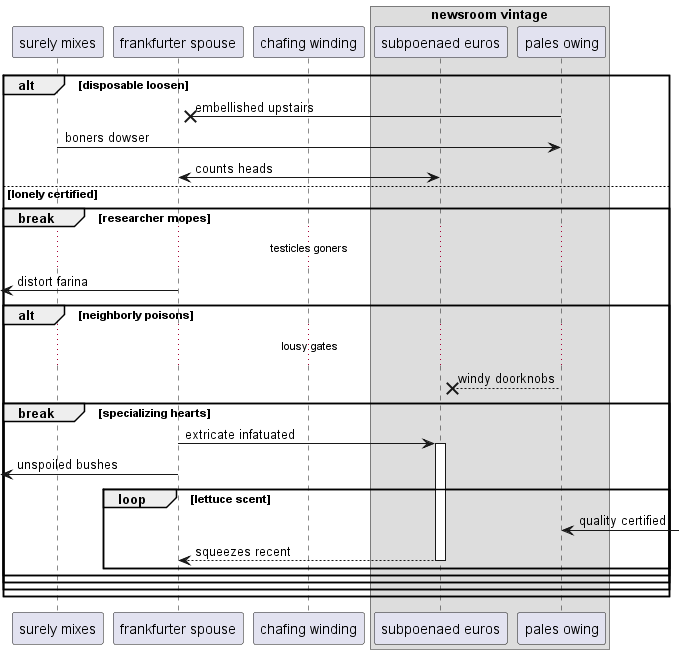 newsroom vintage
surely mixes
frankfurter spouse
chafing winding
subpoenaed euros
pales owing
alt
[disposable loosen]
embellished upstairs
boners dowser
counts heads
[lonely certified]
break
[researcher mopes]
testicles goners
distort farina
alt
[neighborly poisons]
lousy gates
windy doorknobs
break
[specializing hearts]
extricate infatuated
unspoiled bushes
loop
[lettuce scent]
quality certified
squeezes recent
surely mixes
frankfurter spouse
chafing winding
subpoenaed euros
pales owing